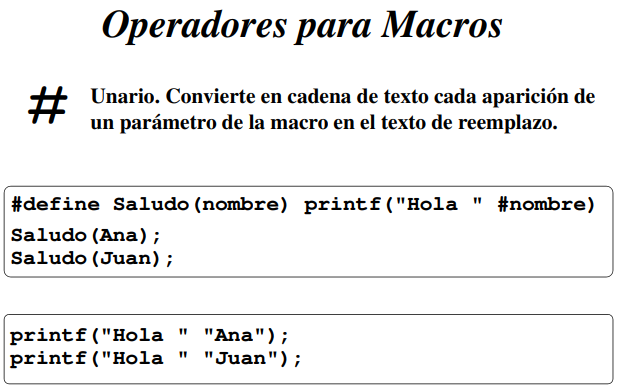 Operadores para Macros
# Unario. Convierte en cadena de texto cada aparición de
un parámetro de la macro en el texto de reemplazo.
#define Saludo(nombre) printf("Hola " #nombre)
Saludo(Ana);
Saludo(Juan);
printf("Hola " "Ana");
printf("Hola " "Juan");